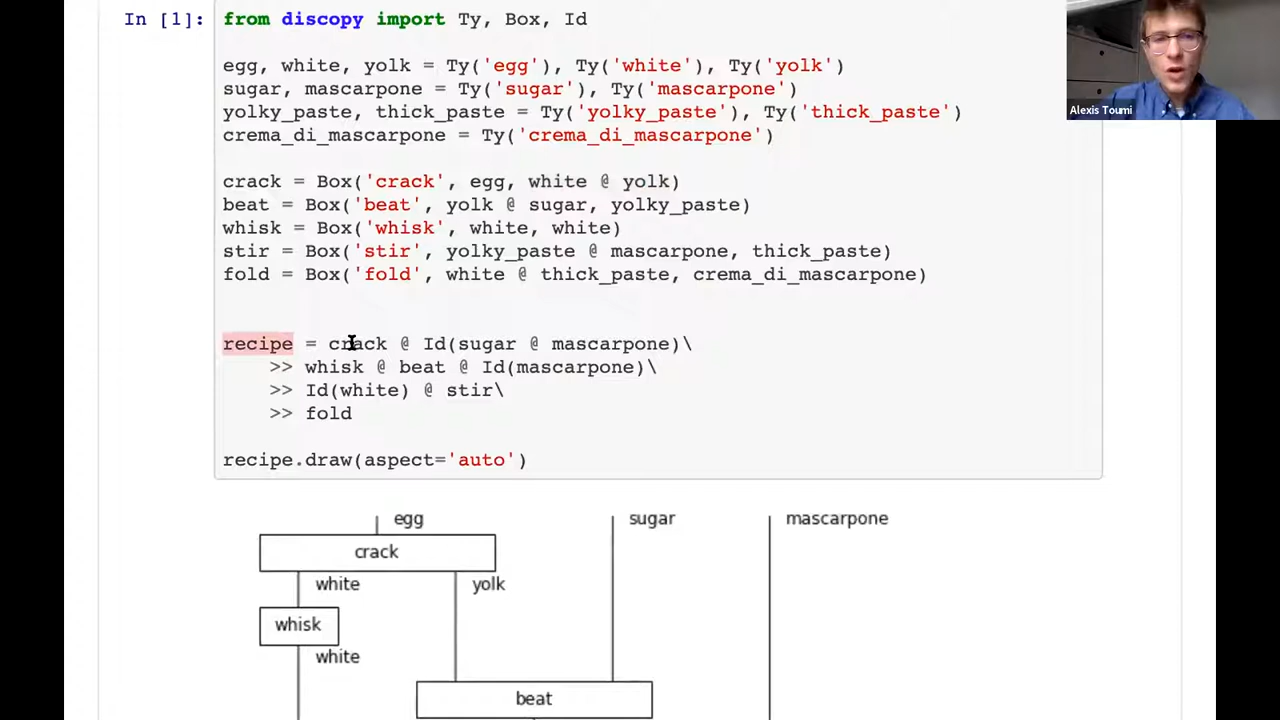 In [1]: from discopy import Ty, Box, Id
egg, white, yolk = Ty('egg'), Ty('white'), Ty('yolk')
sugar, mascarpone = Ty('sugar'), Ty('mascarpone')
yolky_paste, thick_paste = Ty('yolky_paste'), Ty('thick_paste')
crema_di_mascarpone = Ty('crema_di_mascarpone')
crack = Box('crack', egg, white @ yolk)
beat = Box('beat', yolk @ sugar, yolky_paste)
whisk = Box('whisk', white, white)
stir = Box('stir', yolky_paste @ mascarpone, thick_paste)
fold = Box('fold', white @ thick_paste, crema_di_mascarpone)
recipe = crack @ Id(sugar @ mascarpone)\
>> whisk @ beat @ Id(mascarpone)\
>> Id(white) @ stir\
>> fold
recipe.draw(aspect='auto')
egg sugar mascarpone
crack
white yolk
whisk
white
beat
Alexis Toumi